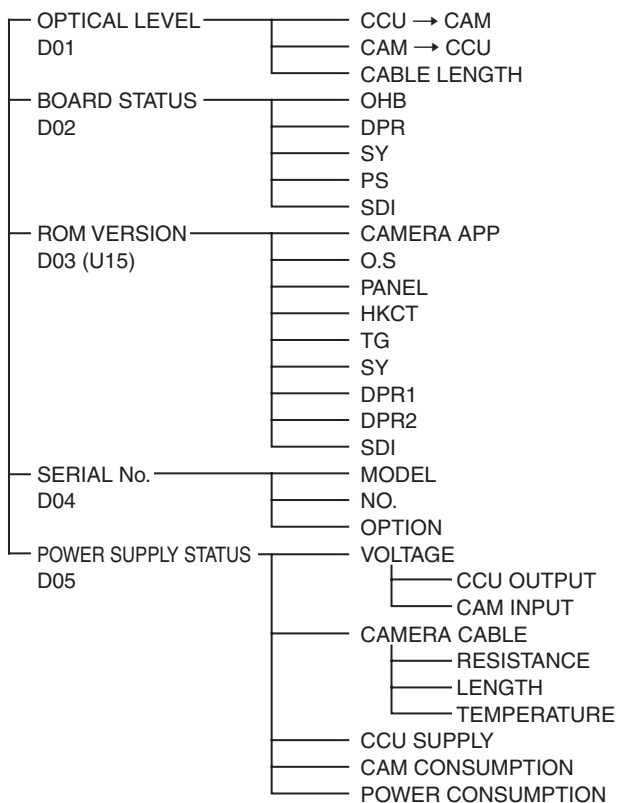 OPTICAL LEVEL CCU → CAM
D01 CAM → CCU
CABLE LENGTH
BOARD STATUS OHB
D02 DPR
SY
PS
SDI
ROM VERSION CAMERA APP
D03 (U15) O.S
PANEL
HKCT
TG
SY
DPR1
DPR2
SDI
SERIAL No. MODEL
D04 NO.
OPTION
POWER SUPPLY STATUS VOLTAGE
D05 CCU OUTPUT
CAM INPUT
CAMERA CABLE
RESISTANCE
LENGTH
TEMPERATURE
CCU SUPPLY
CAM CONSUMPTION
POWER CONSUMPTION